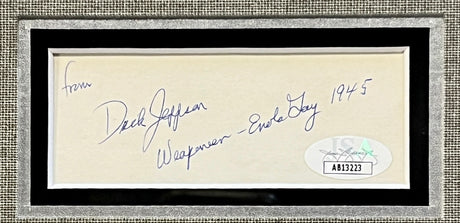 from
Dick Jeppson
Weaponeer - Enola Gay 1945
JSA
AB13223